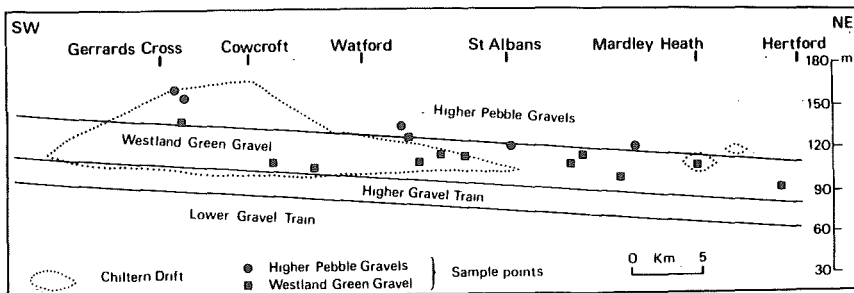 SW NE
Gerrards Cross Cowcroft Watford St Albans Mardley Heath Hertford
180 m
150
Higher Pebble Gravels
Westland Green Gravel
120
Higher Gravel Train
90
Lower Gravel Train
60
Chiltern Drift
Higher Pebble Gravels
Westland Green Gravel
Sample points
0 Km 5
30